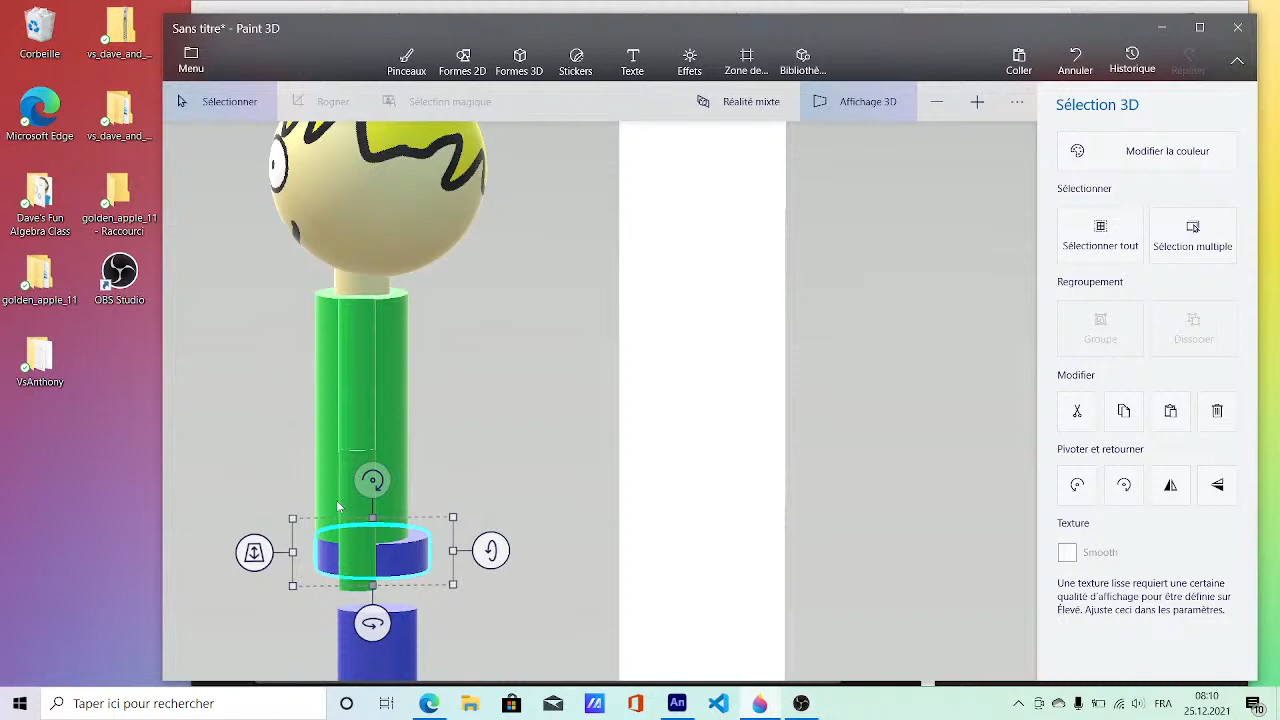 Corbeille
vs_dave_and_...
Microsoft Edge
vs_dave_and_...
Dave's Fun
Algebra Class
golden_apple_11
- Raccourci
golden_apple_11
OBS Studio
VsAnthony
Sans titre* - Paint 3D
Menu
Pinceaux
Formes 2D
Formes 3D
Stickers
Texte
Effets
Zone de...
Bibliothè...
Coller
Annuler
Historique
Répéter
Sélectionner
Rogner
Sélection magique
Réalité mixte
Affichage 3D
Sélection 3D
Modifier la couleur
Sélectionner
Sélectionner tout
Sélection multiple
Regroupement
Groupe
Dissocier
Modifier
Pivoter et retourner
Texture
Smooth
Une texture lisse requiert une certaine
qualité d'affichage pour être définie sur
Élevé. Ajuste ceci dans les paramètres.
Taper ici pour rechercher
An
FRA
08:10
25.12.2021
10